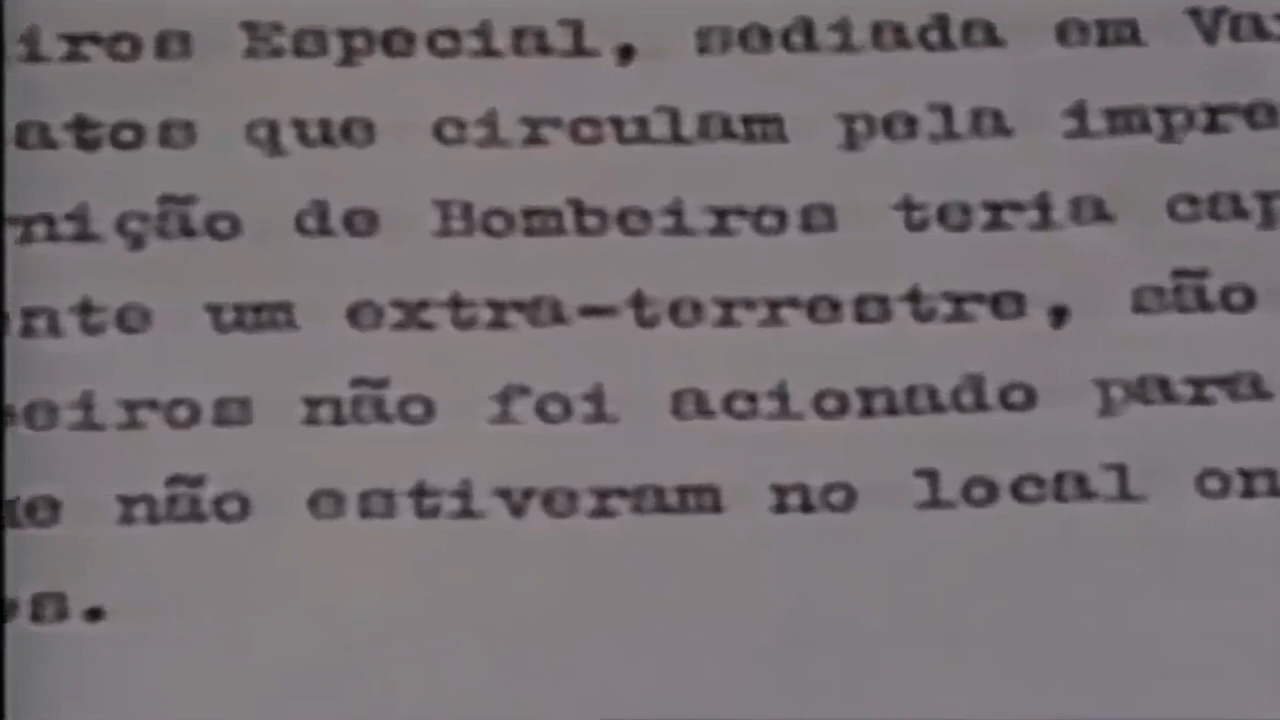 iros Especial, sediada em Va
atos que circulam pela impre
nição de Bombeiros teria cap
nte um extra-terrestre, são
eiros não foi acionado para
e não estiveram no local on
s.